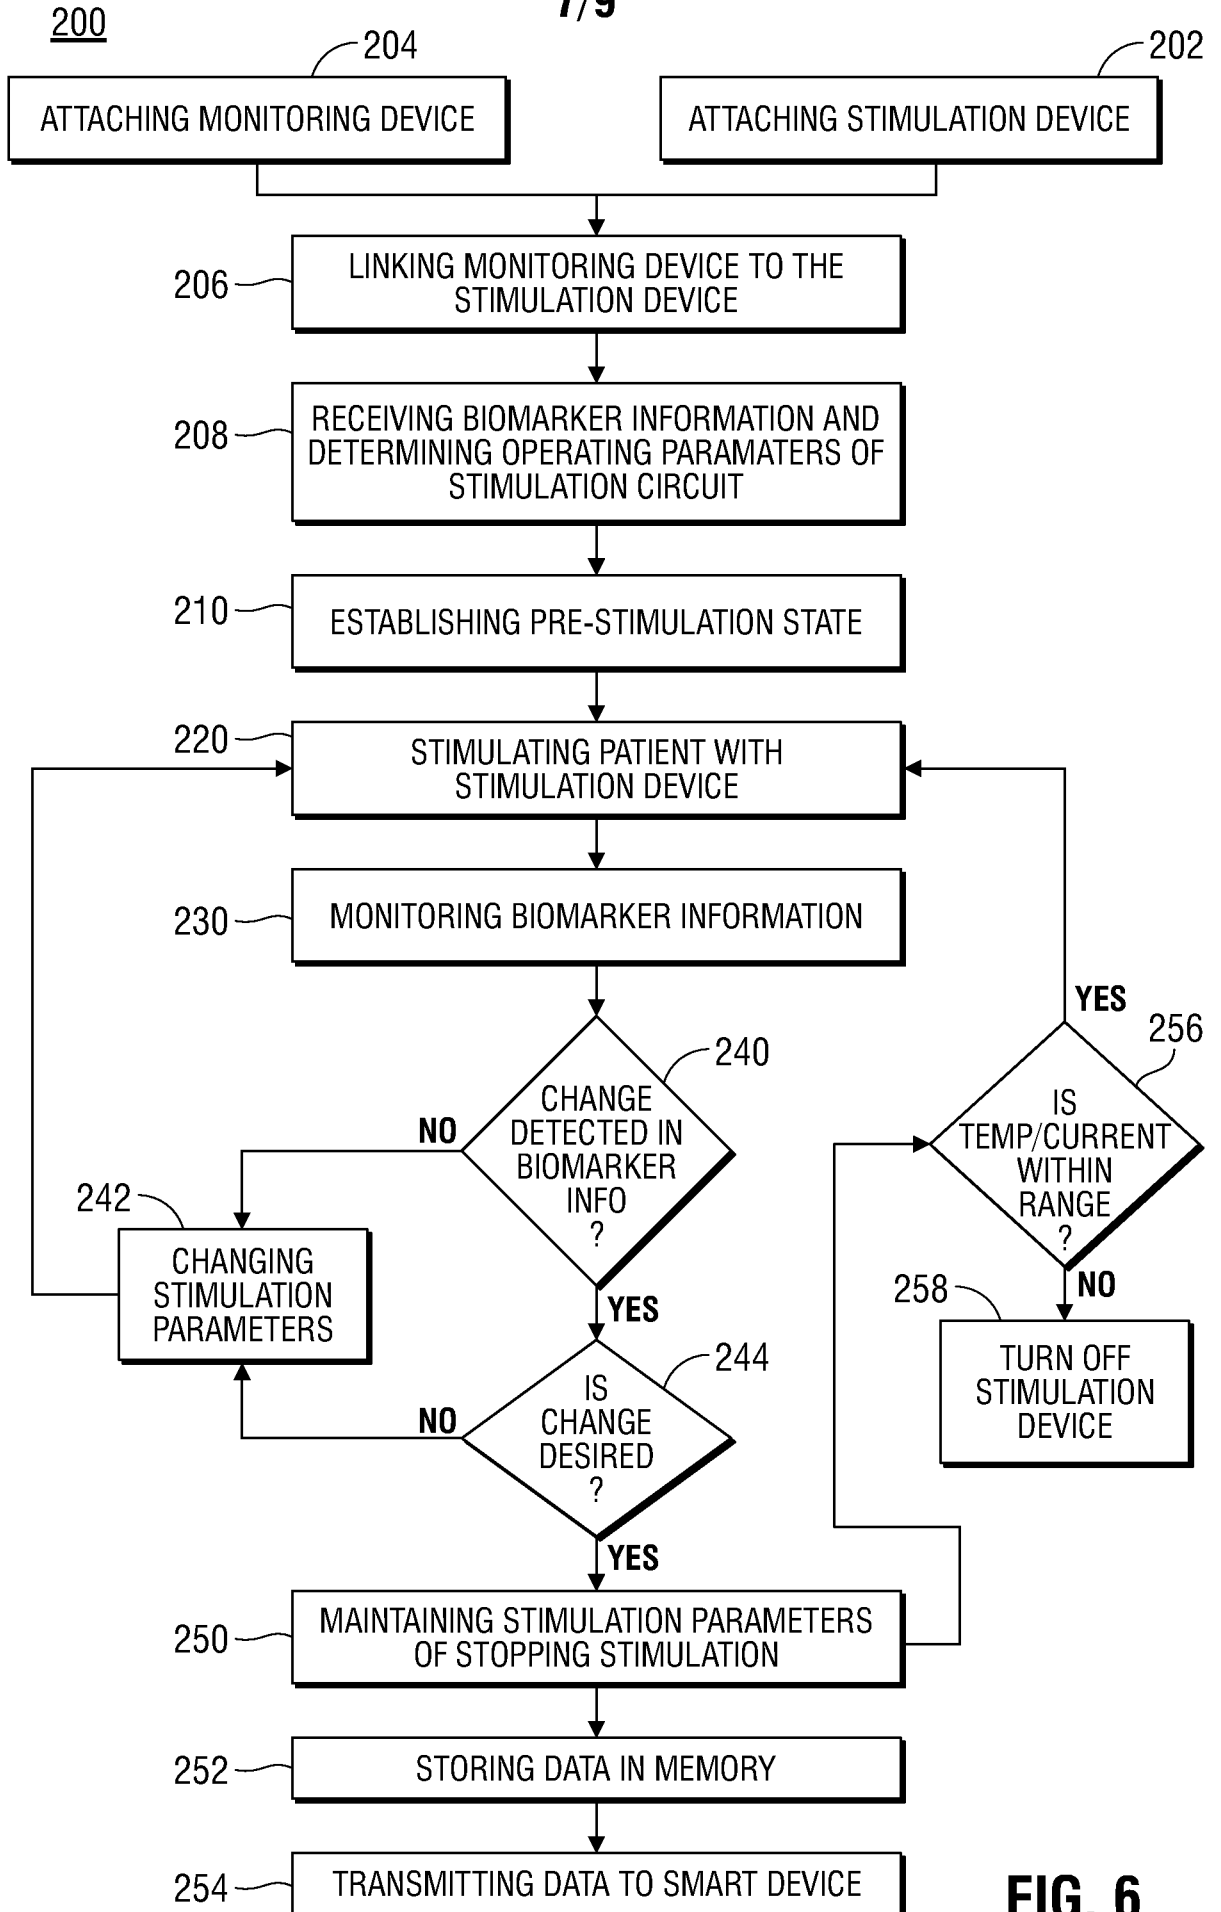 7/9
200
204
202
ATTACHING MONITORING DEVICE
ATTACHING STIMULATION DEVICE
206
LINKING MONITORING DEVICE TO THE
STIMULATION DEVICE
208
RECEIVING BIOMARKER INFORMATION AND
DETERMINING OPERATING PARAMATERS OF
STIMULATION CIRCUIT
210
ESTABLISHING PRE-STIMULATION STATE
220
STIMULATING PATIENT WITH
STIMULATION DEVICE
230
MONITORING BIOMARKER INFORMATION
240
CHANGE
DETECTED IN
BIOMARKER
INFO
?
NO
YES
242
CHANGING
STIMULATION
PARAMETERS
244
IS
CHANGE
DESIRED
?
NO
YES
YES
256
IS
TEMP/CURRENT
WITHIN
RANGE
?
NO
258
TURN OFF
STIMULATION
DEVICE
250
MAINTAINING STIMULATION PARAMETERS
OF STOPPING STIMULATION
252
STORING DATA IN MEMORY
254
TRANSMITTING DATA TO SMART DEVICE
FIG. 6